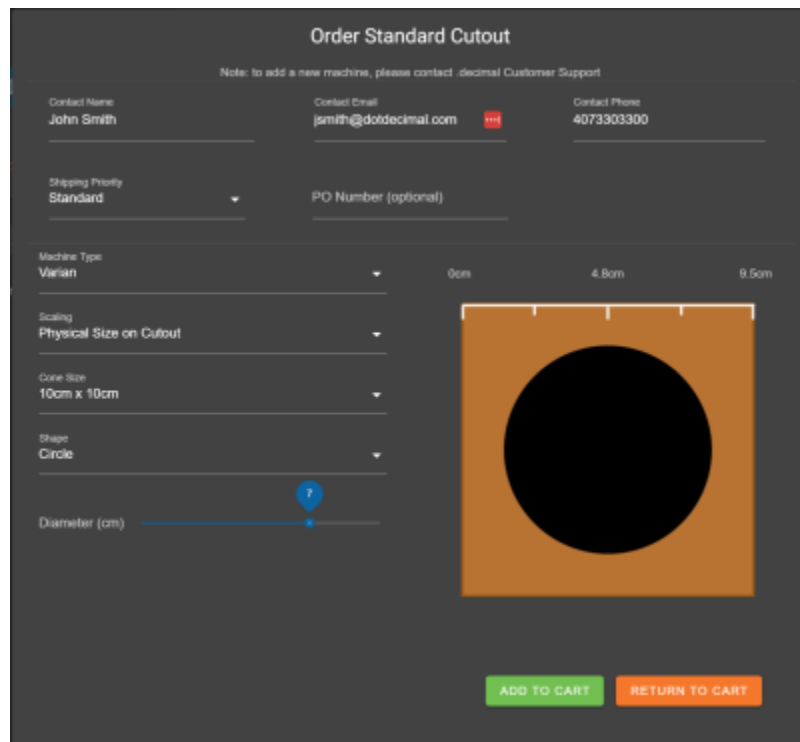 Order Standard Cutout
Note: to add a new machine, please contact .decimal Customer Support
Contact Name
John Smith
Contact Email
jsmith@dotdecimal.com
Contact Phone
4073303300
Shipping Priority
Standard
PO Number (optional)
Machine Type
Varian
0cm 4.8cm 9.5cm
Scaling
Physical Size on Cutout
Cone Size
10cm x 10cm
Shape
Circle
7
Diameter (cm)
ADD TO CART
RETURN TO CART